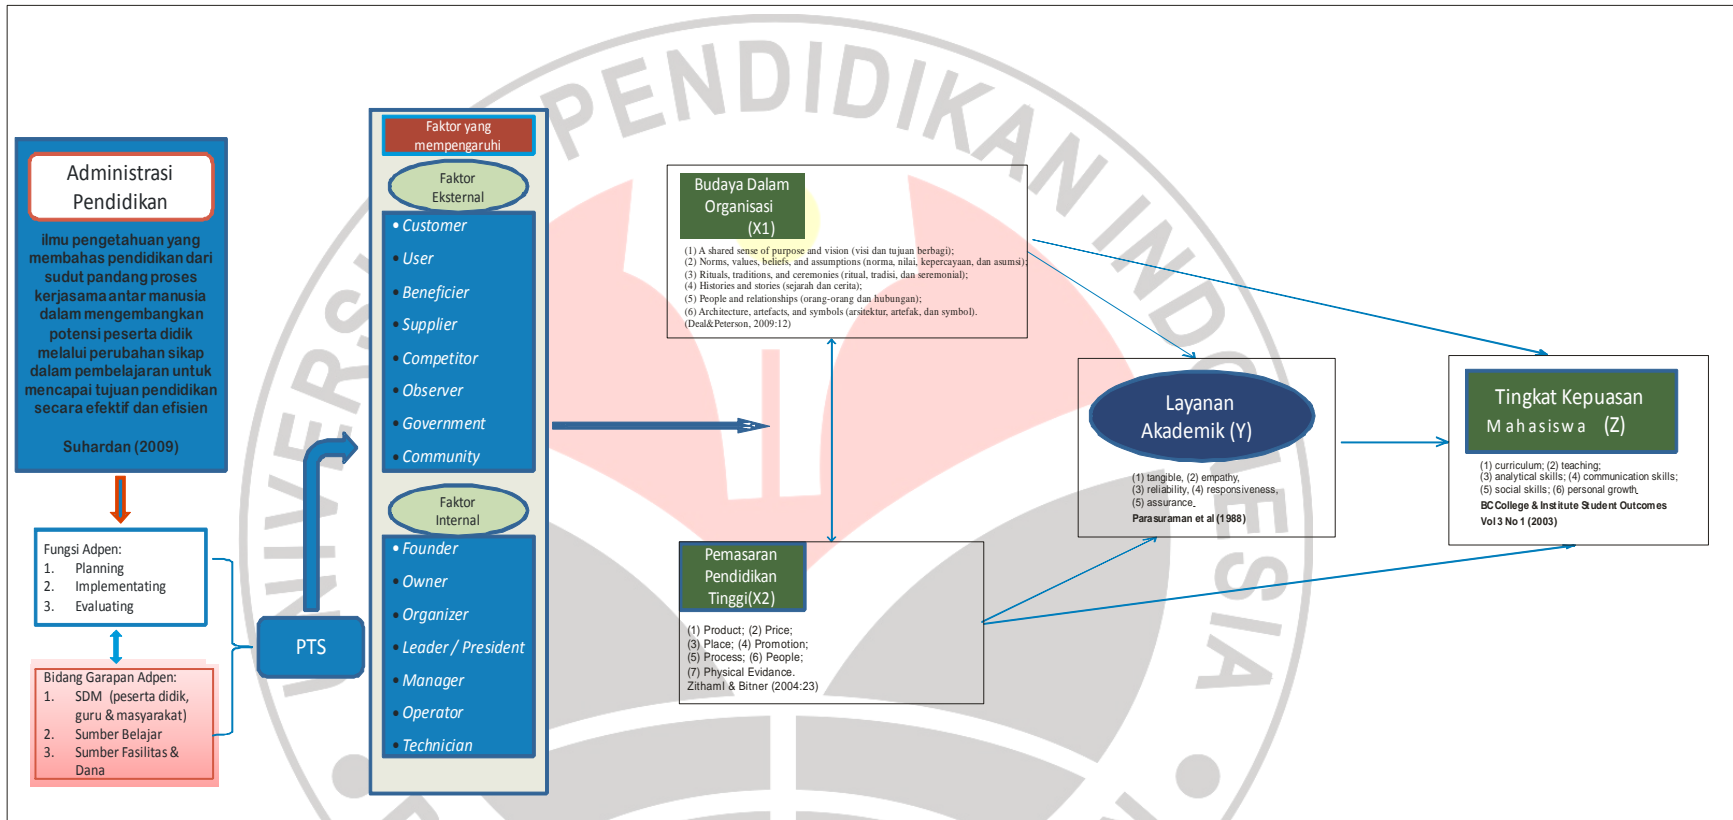 Administrasi
Pendidikan
ilmu pengetahuan yang
membahas pendidikan dari
sudut pandang proses
kerjasama antar manusia
dalam mengembangkan
potensi peserta didik
melalui perubahan sikap
dalam pembelajaran untuk
mencapai tujuan pendidikan
secara efektif dan efisien
Suhardan (2009)
Fungsi Adpen:
1. Planning
2. Implementating
3. Evaluating
Bidang Garapan Adpen:
1. SDM (peserta didik,
guru & masyarakat)
2. Sumber Belajar
3. Sumber Fasilitas &
Dana
PTS
Faktor yang
mempengaruhi
Faktor
Eksternal
• Customer
• User
• Beneficier
• Supplier
• Competitor
• Observer
• Government
• Community
Faktor
Internal
• Founder
• Owner
• Organizer
• Leader / President
• Manager
• Operator
• Technician
Budaya Dalam
Organisasi
(X1)
(1) A shared sense of purpose and vision (visi dan tujuan berbagi);
(2) Norms, values, beliefs, and assumptions (norma, nilai, kepercayaan, dan asumsi);
(3) Rituals, traditions, and ceremonies (ritual, tradisi, dan seremonial);
(4) Histories and stories (sejarah dan cerita);
(5) People and relationships (orang-orang dan hubungan);
(6) Architecture, artefacts, and symbols (arsitektur, artefak, dan symbol).
(Deal&Peterson, 2009:12)
Pemasaran
Pendidikan
Tinggi(X2)
(1) Product; (2) Price;
(3) Place; (4) Promotion;
(5) Process; (6) People;
(7) Physical Evidance.
Zithaml & Bitner (2004:23)
Layanan
Akademik (Y)
(1) tangible, (2) empathy,
(3) reliability, (4) responsiveness,
(5) assurance.
Parasuraman et al (1988)
Tingkat Kepuasan
Mahasiswa (Z)
(1) curriculum; (2) teaching;
(3) analytical skills; (4) communication skills;
(5) social skills; (6) personal growth.
BC College & Institute Student Outcomes
Vol 3 No 1 (2003)
PENDIDIKAN INDONESIA